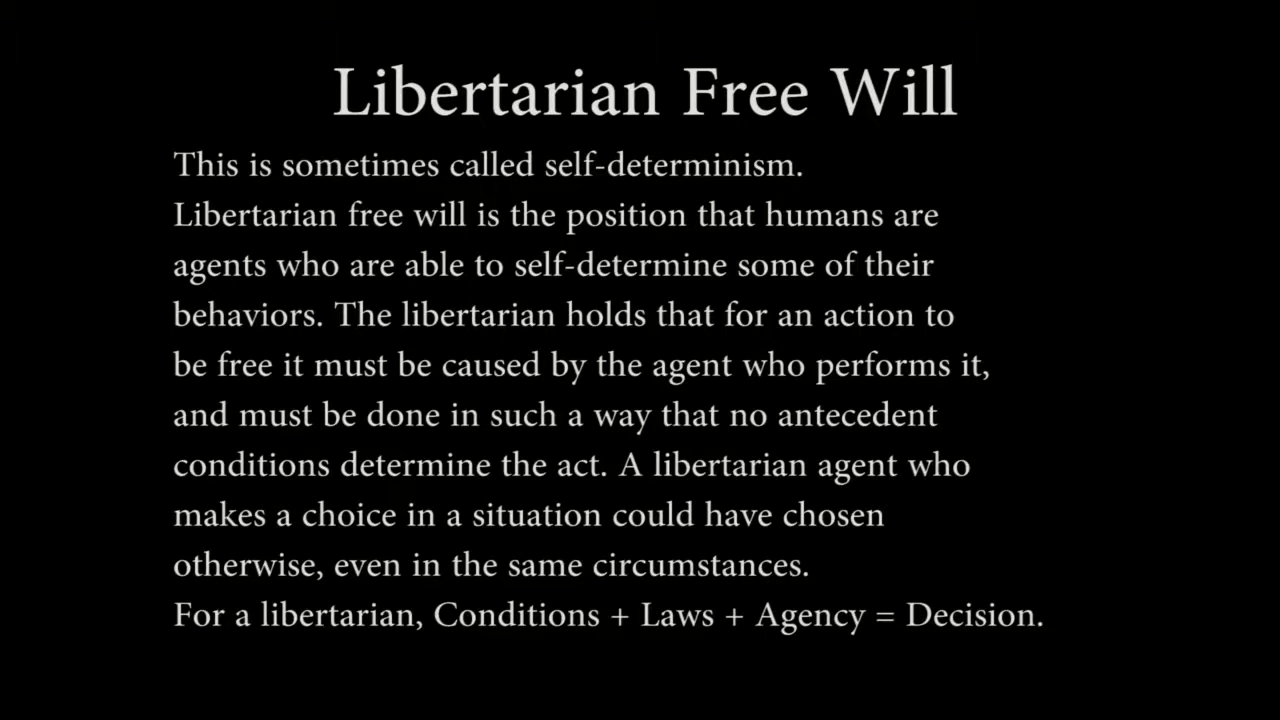 Libertarian Free Will
This is sometimes called self-determinism.
Libertarian free will is the position that humans are
agents who are able to self-determine some of their
behaviors. The libertarian holds that for an action to
be free it must be caused by the agent who performs it,
and must be done in such a way that no antecedent
conditions determine the act. A libertarian agent who
makes a choice in a situation could have chosen
otherwise, even in the same circumstances.
For a libertarian, Conditions + Laws + Agency = Decision.